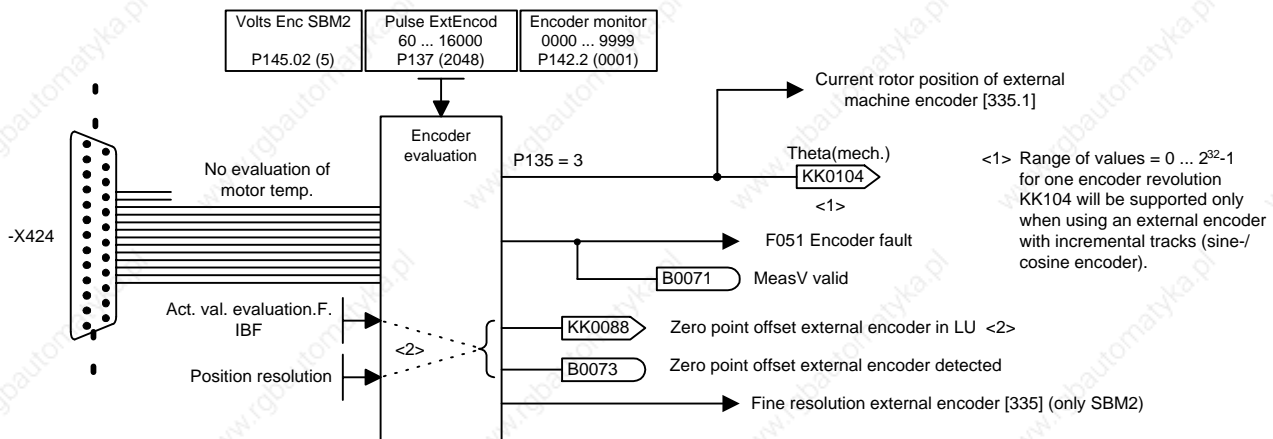 Volts Enc SBM2
P145.02 (5)
Pulse ExtEncod
60 ... 16000
P137 (2048)
Encoder monitor
0000 ... 9999
P142.2 (0001)
Current rotor position of external
machine encoder [335.1]
Encoder
evaluation
P135 = 3
Theta(mech.)
KK0104
<1>
<1> Range of values = 0 ... 2³²-1
for one encoder revolution
KK104 will be supported only
when using an external encoder
with incremental tracks (sine-/
cosine encoder).
No evaluation of
motor temp.
-X424
F051 Encoder fault
B0071 MeasV valid
Act. val. evaluation.F.
IBF
<2>
KK0088 Zero point offset external encoder in LU <2>
Position resolution
B0073 Zero point offset external encoder detected
Fine resolution external encoder [335] (only SBM2)
www.rgbautomatyka.pl